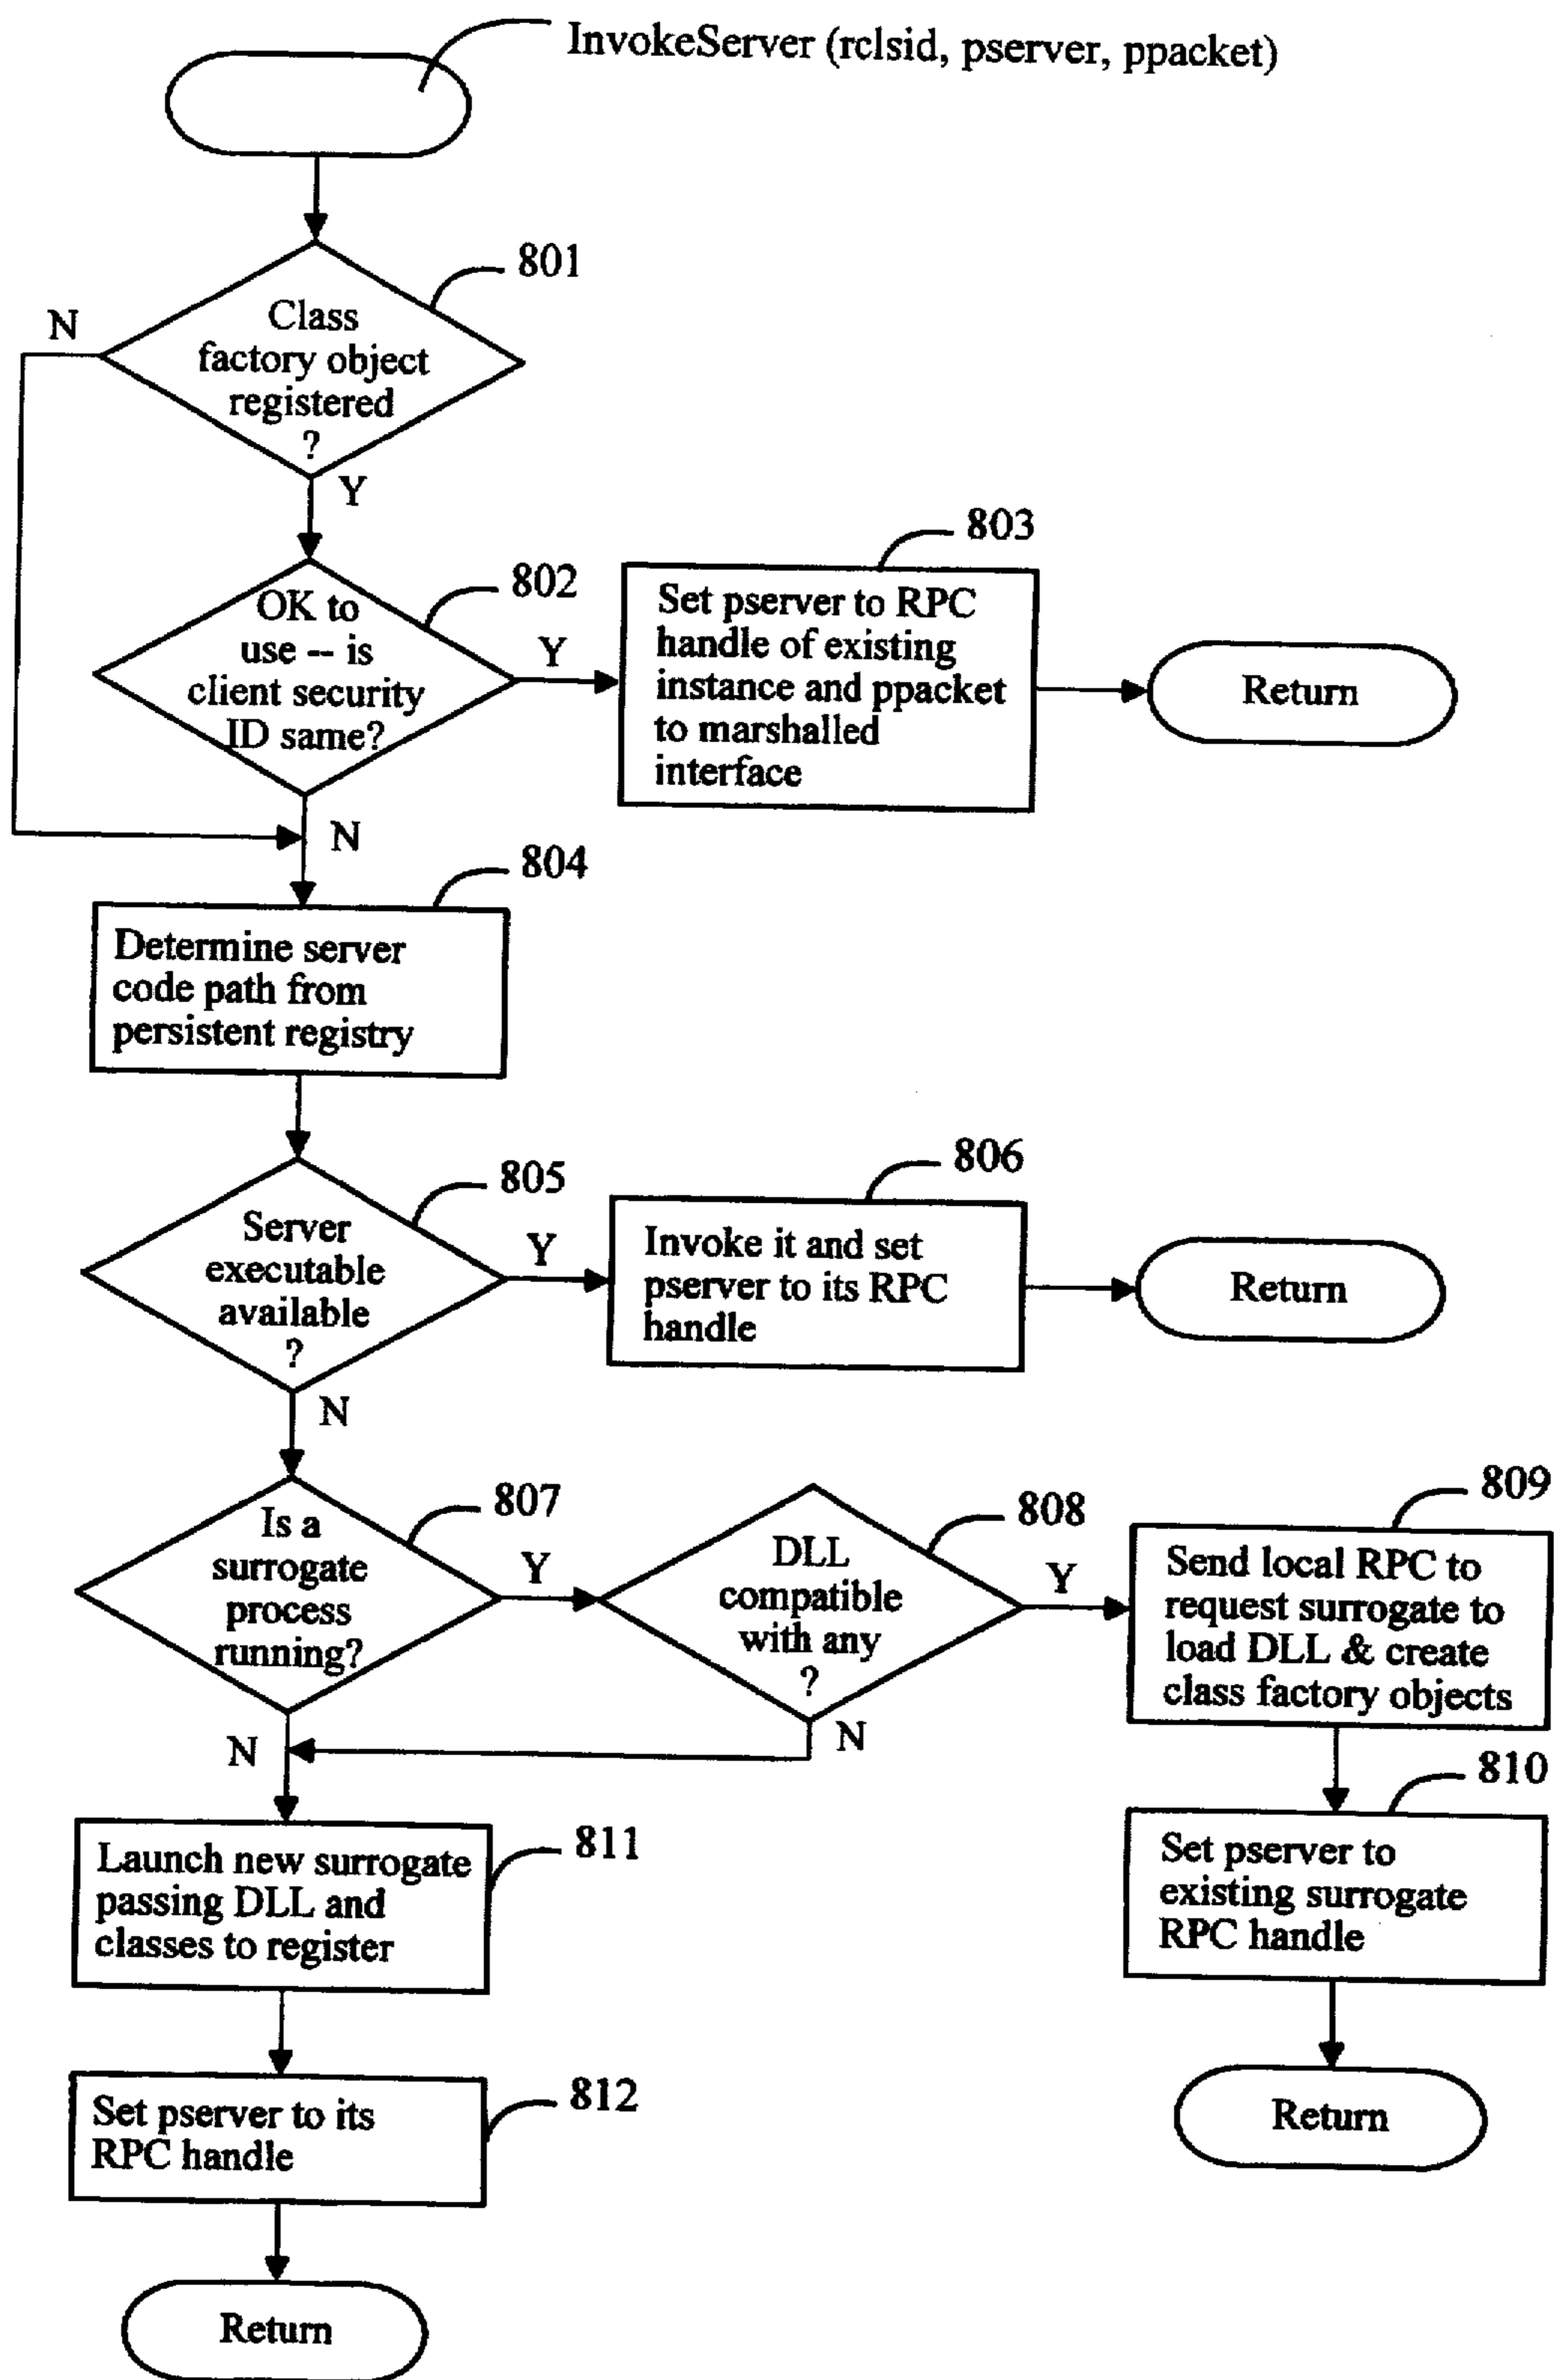 InvokeServer (rclsid, pserver, ppacket)
801
N
Class
factory object
registered
?
Y
802
OK to
use -- is
client security
ID same?
Y
803
Set pserver to RPC
handle of existing
instance and ppacket
to marshalled
interface
Return
N
804
Determine server
code path from
persistent registry
805
Server
executable
available
?
Y
806
Invoke it and set
pserver to its RPC
handle
Return
N
807
Is a
surrogate
process
running?
Y
808
DLL
compatible
with any
?
Y
809
Send local RPC to
request surrogate to
load DLL & create
class factory objects
N
N
810
Set pserver to
existing surrogate
RPC handle
Return
811
Launch new surrogate
passing DLL and
classes to register
812
Set pserver to its
RPC handle
Return